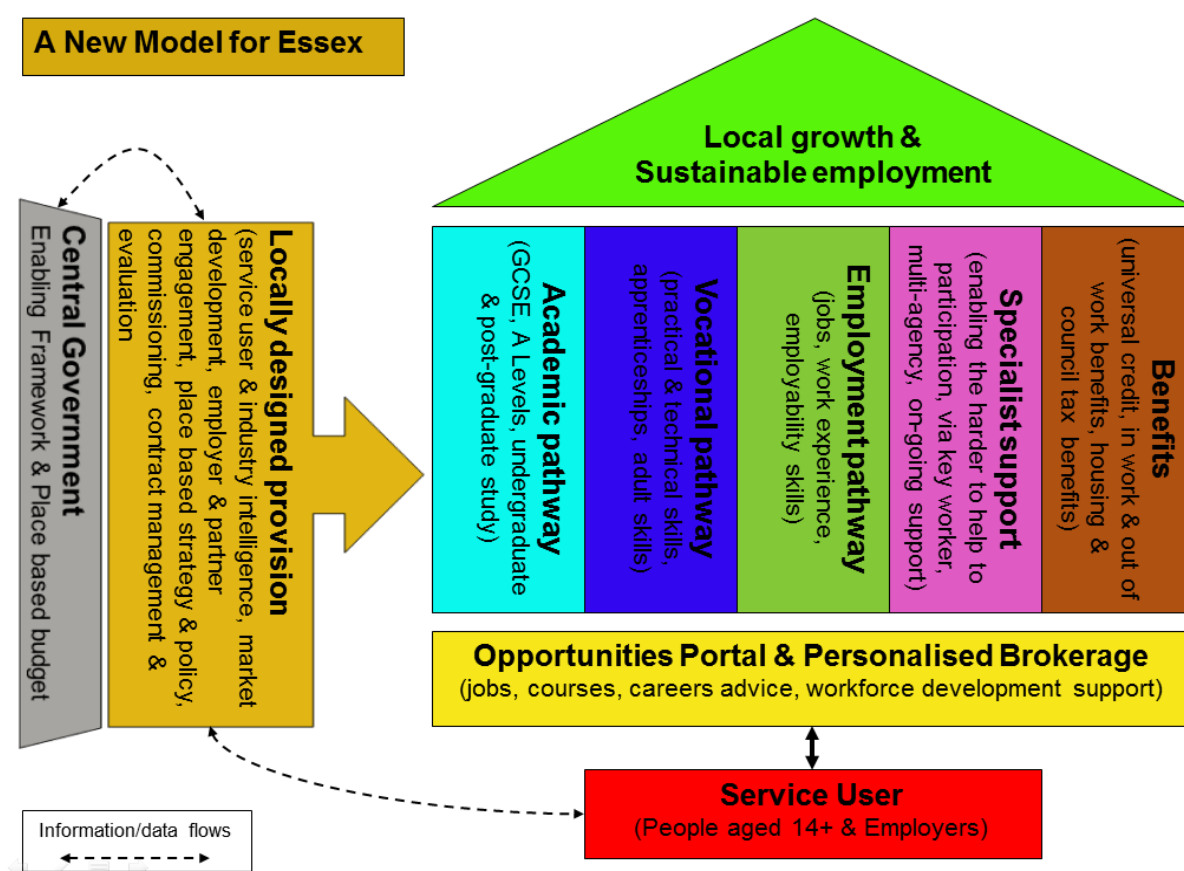 A New Model for Essex
Local growth &
Sustainable employment
Central Government
Enabling Framework & Place based budget
Locally designed provision
(service user & industry intelligence, market
development, employer & partner
engagement, place based strategy & policy,
commissioning, contract management &
evaluation
Academic pathway
(GCSE, A Levels, undergraduate
& post-graduate study)
Vocational pathway
(practical & technical skills,
apprenticeships, adult skills)
Employment pathway
(jobs, work experience,
employability skills)
Specialist support
(enabling the harder to help to
participation, via key worker,
multi-agency, on-going support)
Benefits
(universal credit, in work & out of
work benefits, housing &
council tax benefits)
Opportunities Portal & Personalised Brokerage
(jobs, courses, careers advice, workforce development support)
Service User
(People aged 14+ & Employers)
Information/data flows